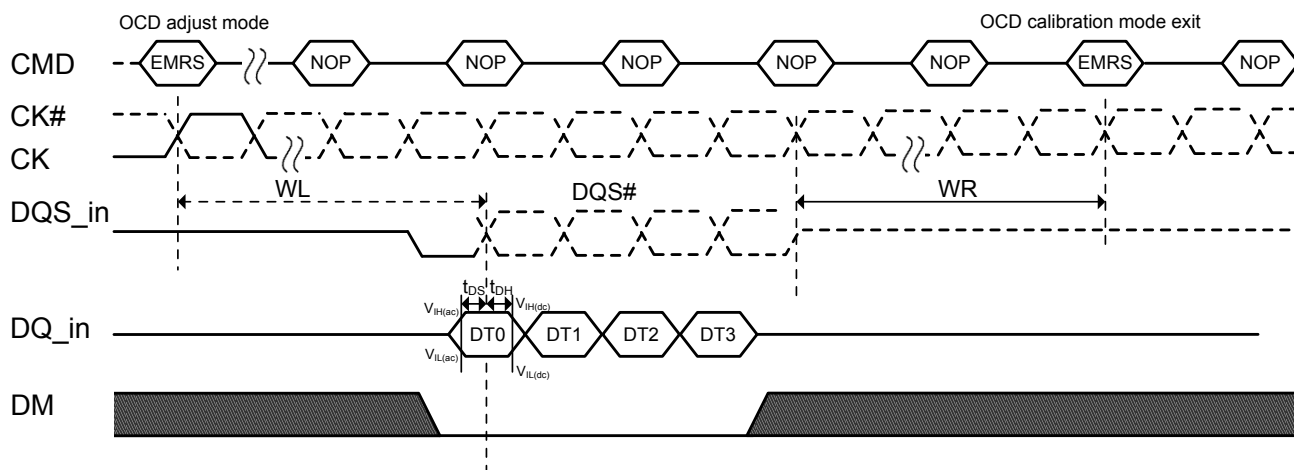 OCD adjust mode OCD calibration mode exit
CMD EMRS NOP NOP NOP NOP NOP EMRS NOP
CK#
CK
WL DQS# WR
DQS_in
tDS tDH
VIH(ac) VIH(dc)
DQ_in DT0 DT1 DT2 DT3
VIL(ac) VIL(dc)
DM